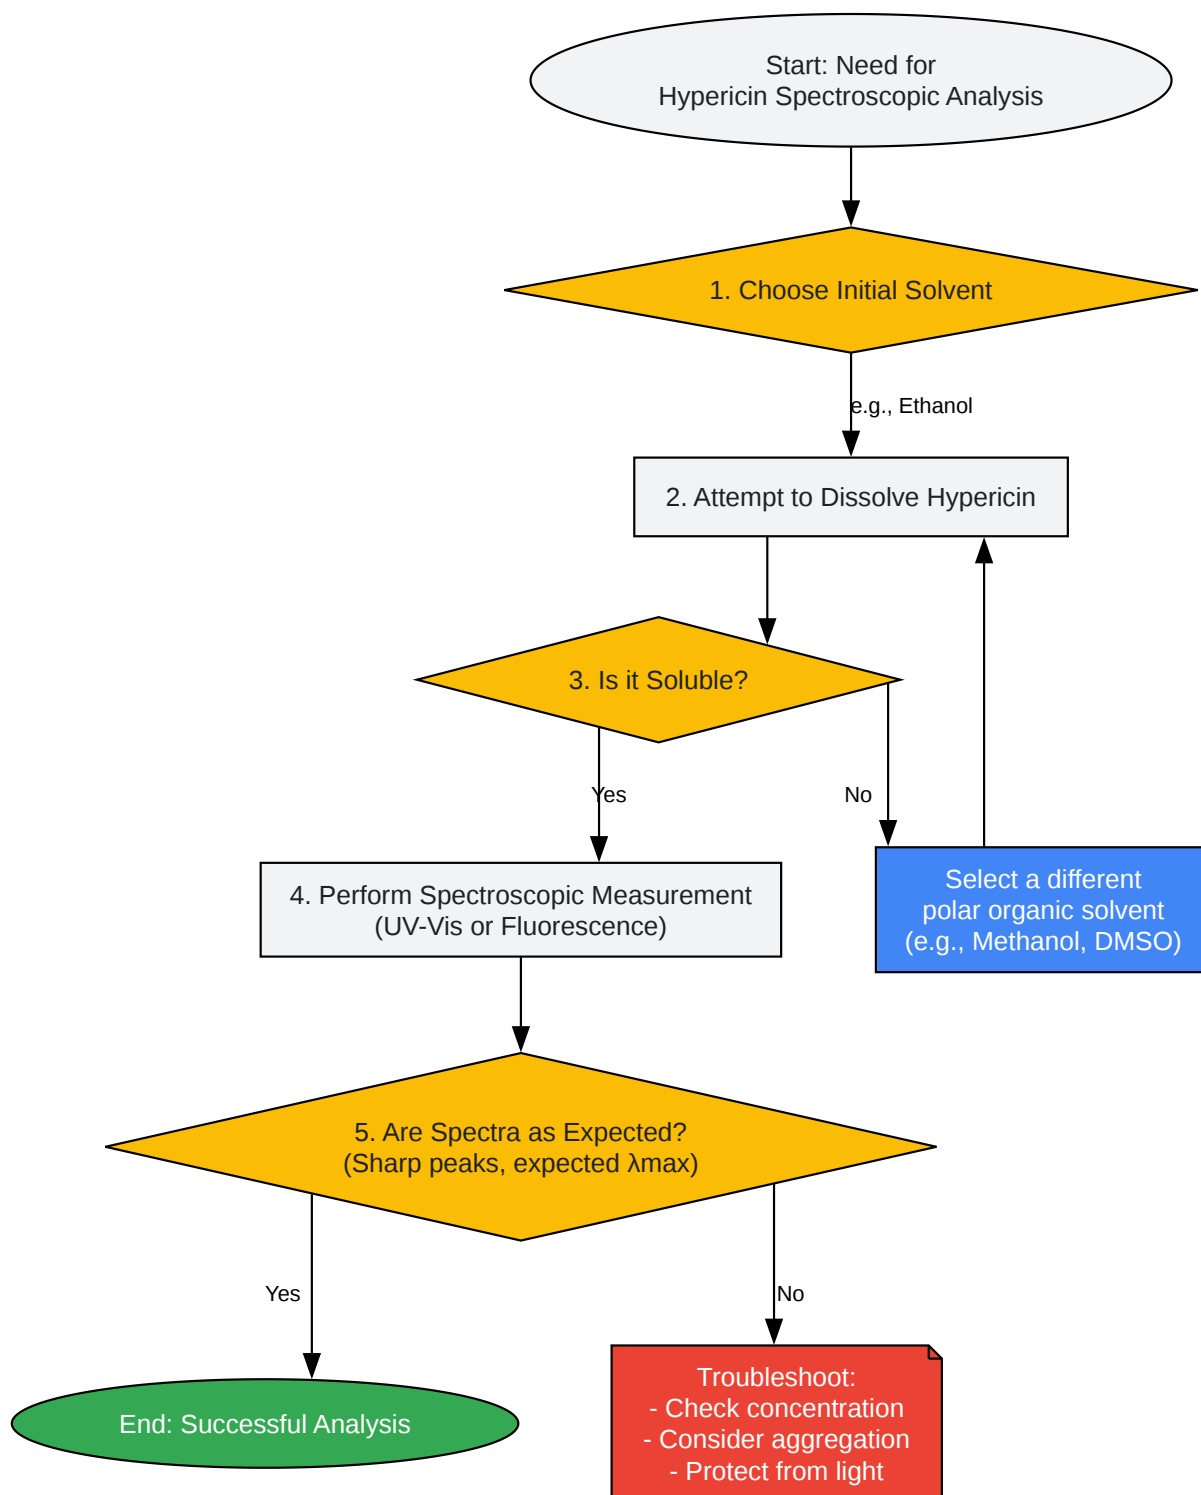 Start: Need for
Hypericin Spectroscopic Analysis
1. Choose Initial Solvent
e.g., Ethanol
2. Attempt to Dissolve Hypericin
3. Is it Soluble?
Yes
No
Select a different
polar organic solvent
(e.g., Methanol, DMSO)
4. Perform Spectroscopic Measurement
(UV-Vis or Fluorescence)
5. Are Spectra as Expected?
(Sharp peaks, expected λmax)
Yes
No
End: Successful Analysis
Troubleshoot:
- Check concentration
- Consider aggregation
- Protect from light